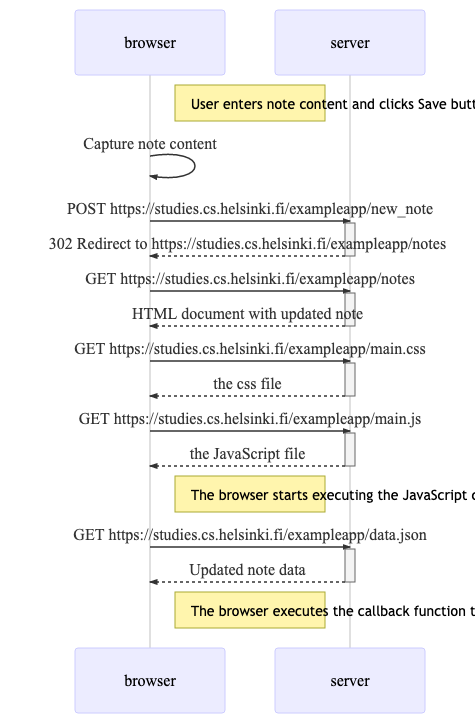 browser
server
User enters note content and clicks Save
Capture note content
POST https://studies.cs.helsinki.fi/exampleapp/new_note
302 Redirect to https://studies.cs.helsinki.fi/exampleapp/notes
GET https://studies.cs.helsinki.fi/exampleapp/notes
HTML document with updated note
GET https://studies.cs.helsinki.fi/exampleapp/main.css
the css file
GET https://studies.cs.helsinki.fi/exampleapp/main.js
the JavaScript file
The browser starts executing the JavaScript
GET https://studies.cs.helsinki.fi/exampleapp/data.json
Updated note data
The browser executes the callback function
browser
server